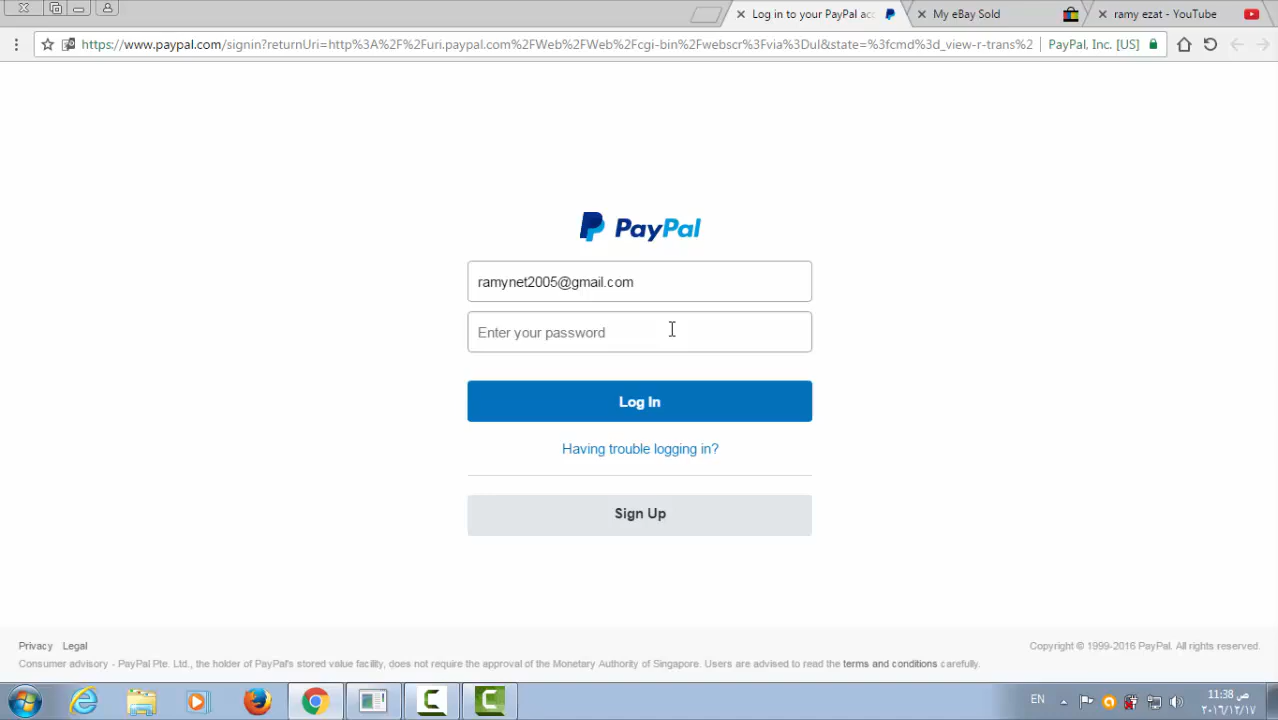 Log in to your PayPal acc
My eBay Sold
ramy ezat - YouTube
https://www.paypal.com/signin?returnUri=http%3A%2F%2Furi.paypal.com%2FWeb%2FWeb%2Fcgi-bin%2Fwebscr%3Fvia%3Dul&state=%3fcmd%3d_view-r-trans%2
PayPal, Inc. [US]
PayPal
ramynet2005@gmail.com
Enter your password
Log In
Having trouble logging in?
Sign Up
Privacy Legal
Copyright © 1999-2016 PayPal. All rights reserved.
Consumer advisory - PayPal Pte. Ltd., the holder of PayPal's stored value facility, does not require the approval of the Monetary Authority of Singapore. Users are advised to read the terms and conditions carefully.
EN
11:38 ص
٢٠١٦/١٢/١٧